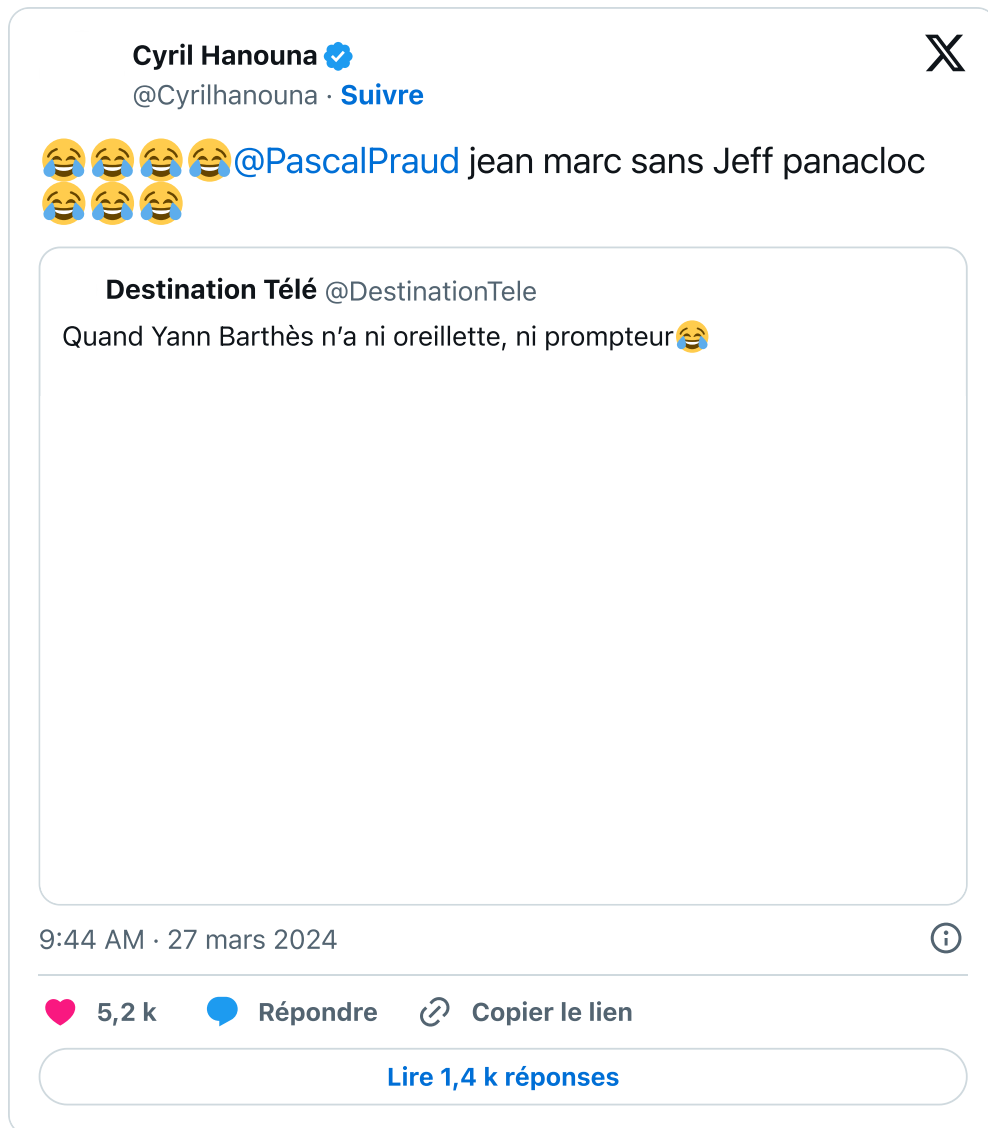 Cyril Hanouna
@Cyrilhanouna · Suivre
😂😂😂😂@PascalPraud jean marc sans Jeff panacloc
😂😂😂
Destination Télé @DestinationTele
Quand Yann Barthès n’a ni oreillette, ni prompteur😂
9:44 AM · 27 mars 2024
5,2 k Répondre Copier le lien
Lire 1,4 k réponses